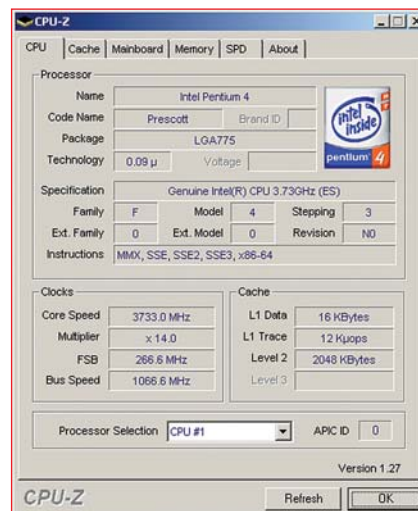 CPU-Z
CPU Cache Mainboard Memory SPD About
Processor
Name Intel Pentium 4
Code Name Prescott Brand ID
Package LGA775
Technology 0.09 µ Voltage
intel inside pentium 4
Specification Genuine Intel(R) CPU 3.73GHz (ES)
Family F Model 4 Stepping 3
Ext. Family 0 Ext. Model 0 Revision N0
Instructions MMX, SSE, SSE2, SSE3, x86-64
Clocks
Core Speed 3733.0 MHz
Multiplier x 14.0
FSB 266.6 MHz
Bus Speed 1066.6 MHz
Cache
L1 Data 16 KBytes
L1 Trace 12 Kµops
Level 2 2048 KBytes
Level 3
Processor Selection CPU #1 APIC ID 0
Version 1.27
CPU-Z Refresh OK